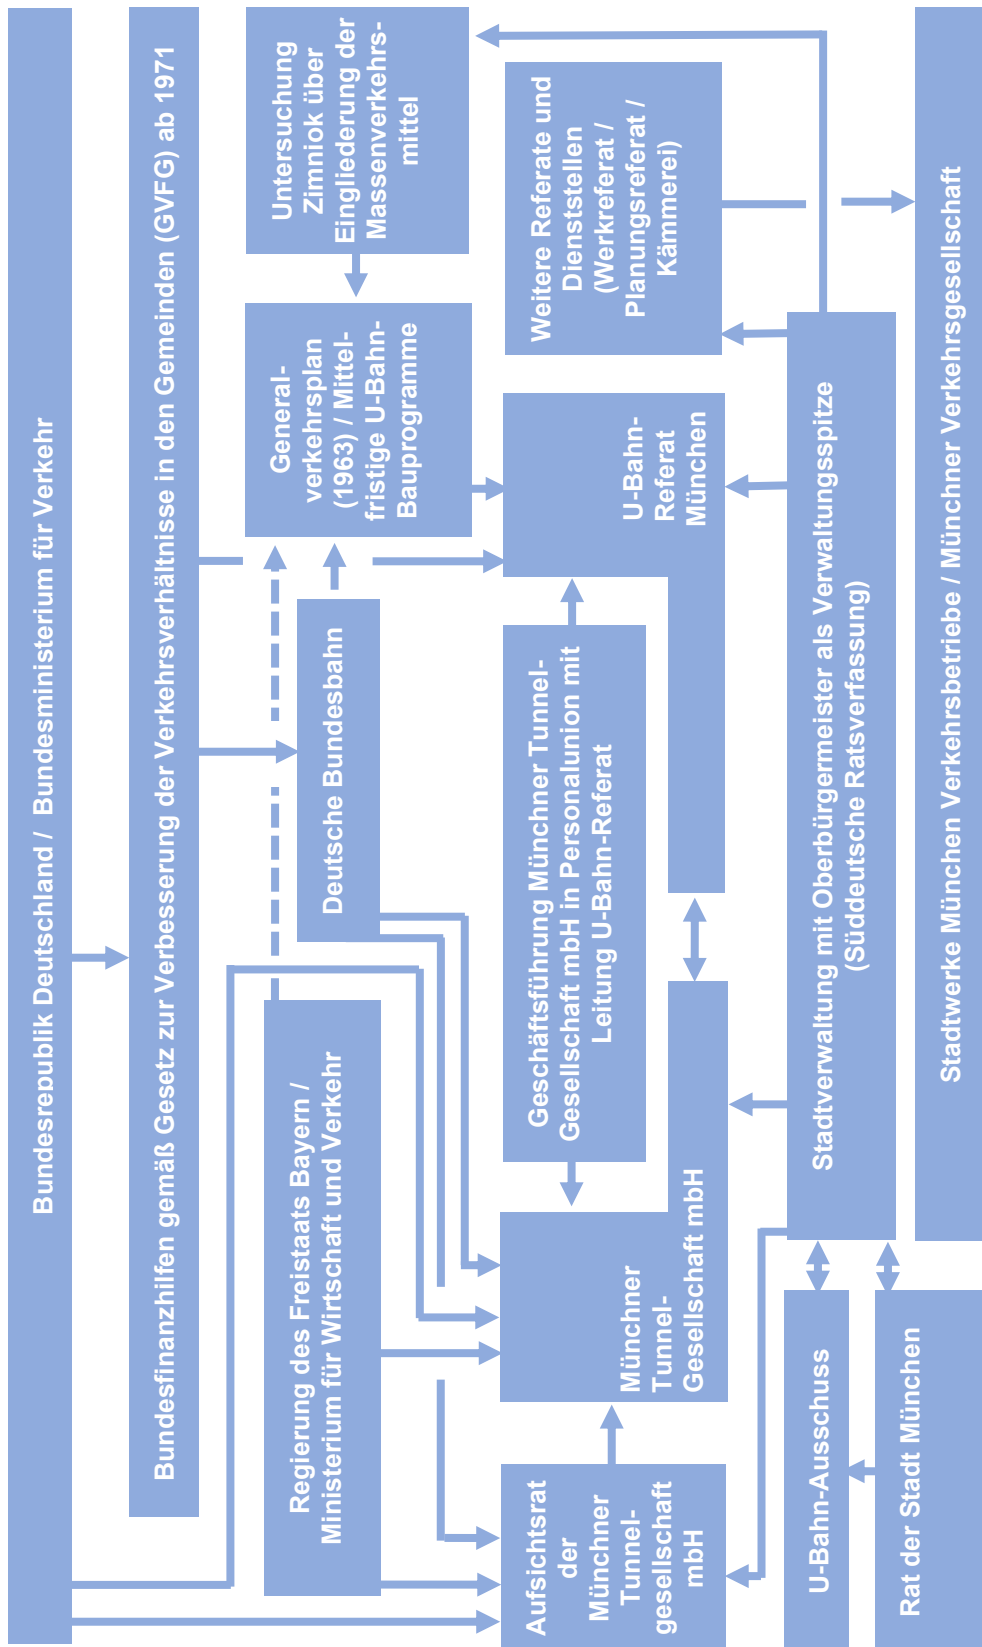 Bundesrepublik Deutschland / Bundesministerium für Verkehr
Bundesfinanzhilfen gemäß Gesetz zur Verbesserung der Verkehrsverhältnisse in den Gemeinden (GVFG) ab 1971
Regierung des Freistaats Bayern /
Ministerium für Wirtschaft und Verkehr
Deutsche Bundesbahn
General-
verkehrsplan
(1963) / Mittel-
fristige U-Bahn-
Bauprogramme
Untersuchung
Zimniok über
Eingliederung der
Massenverkehrs-
mittel
Aufsichtsrat
der
Münchner
Tunnel-
gesellschaft
mbH
Münchner
Tunnel-
Gesellschaft mbH
Geschäftsführung Münchner Tunnel-
Gesellschaft mbH in Personalunion mit
Leitung U-Bahn-Referat
U-Bahn-
Referat
München
Weitere Referate und
Dienststellen
(Werkreferat /
Planungsreferat /
Kämmerei)
U-Bahn-Ausschuss
Rat der Stadt München
Stadtverwaltung mit Oberbürgermeister als Verwaltungsspitze
(Süddeutsche Ratsverfassung)
Stadtwerke München Verkehrsbetriebe / Münchner Verkehrsgesellschaft